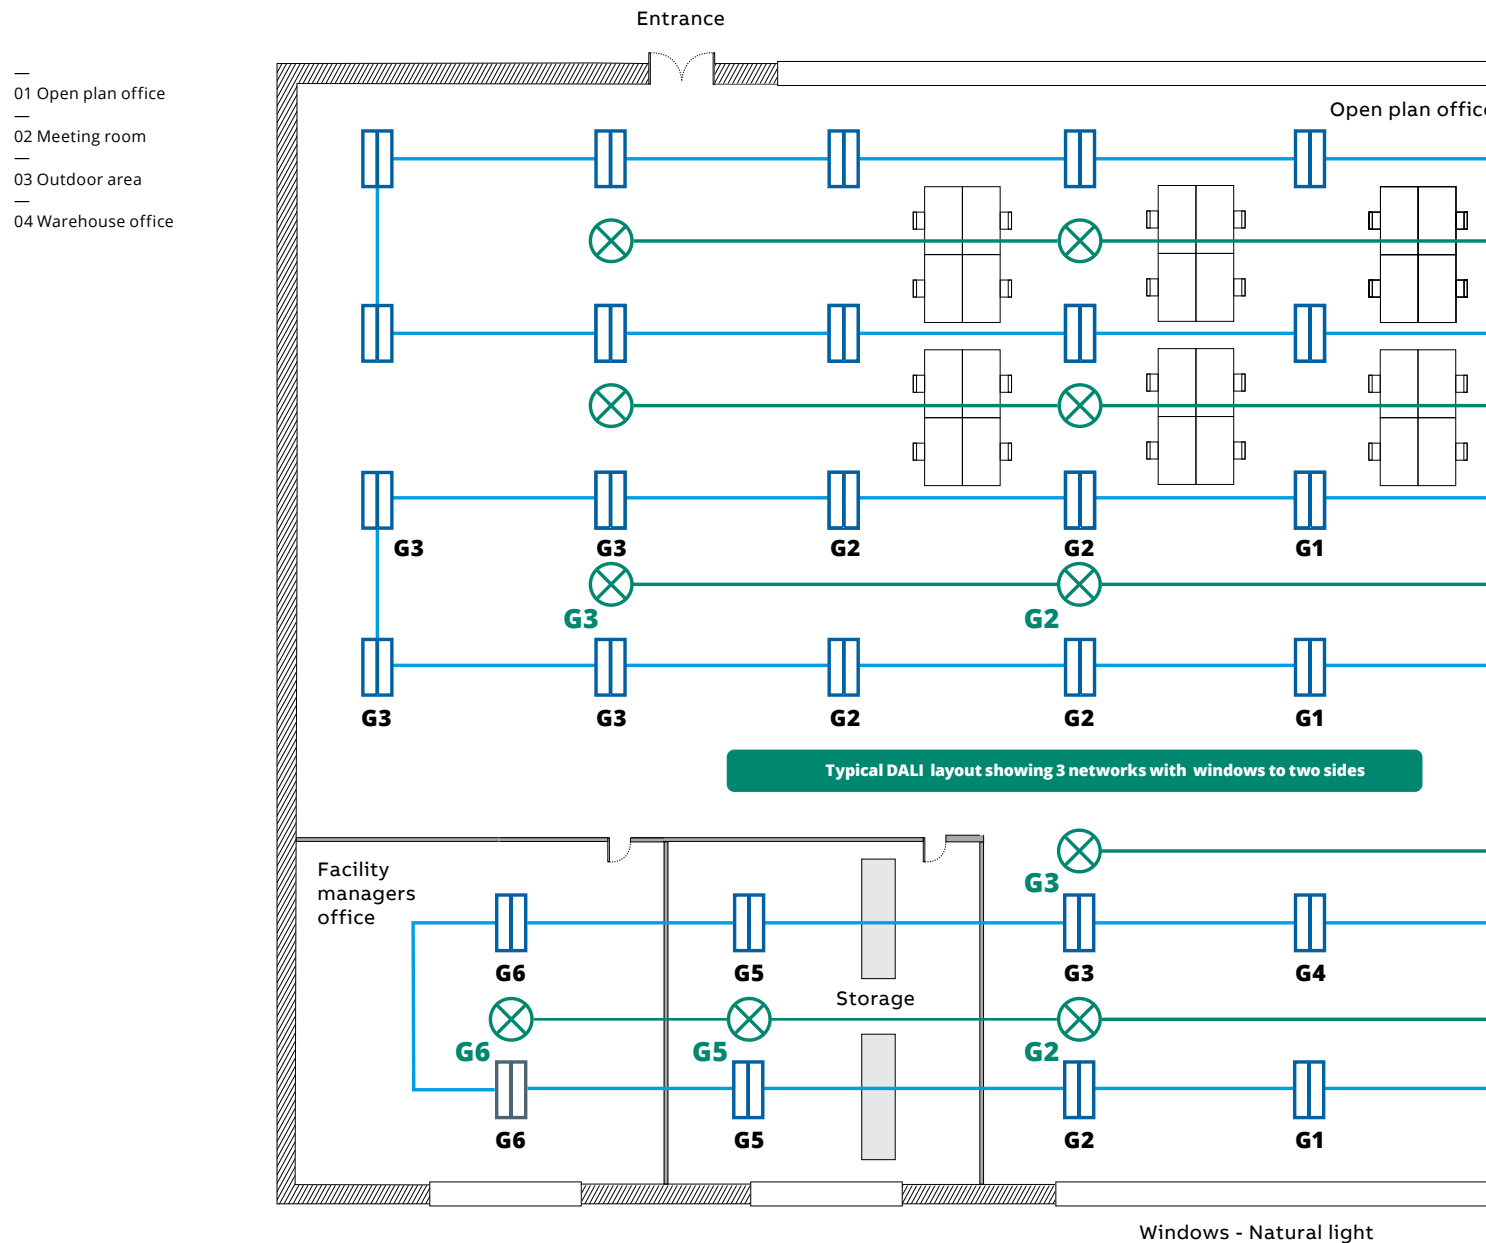 Entrance
—
01 Open plan office
—
02 Meeting room
—
03 Outdoor area
—
04 Warehouse office
Open plan office
G3 G3 G2 G2 G1
G3 G2
G3 G3 G2 G2 G1
Typical DALI layout showing 3 networks with windows to two sides
Facility
managers
office
G3
G6 G5 G3 G4
Storage
G6 G5 G2
G6 G5 G2 G1
Windows - Natural light